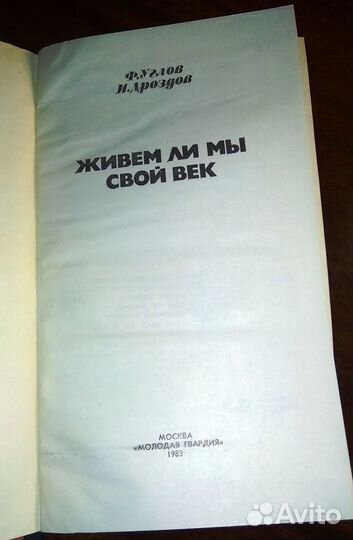 Ф.Углов
И.Дроздов
ЖИВЕМ ЛИ МЫ
СВОЙ ВЕК
МОСКВА
«МОЛОДАЯ ГВАРДИЯ»
1983
Avito